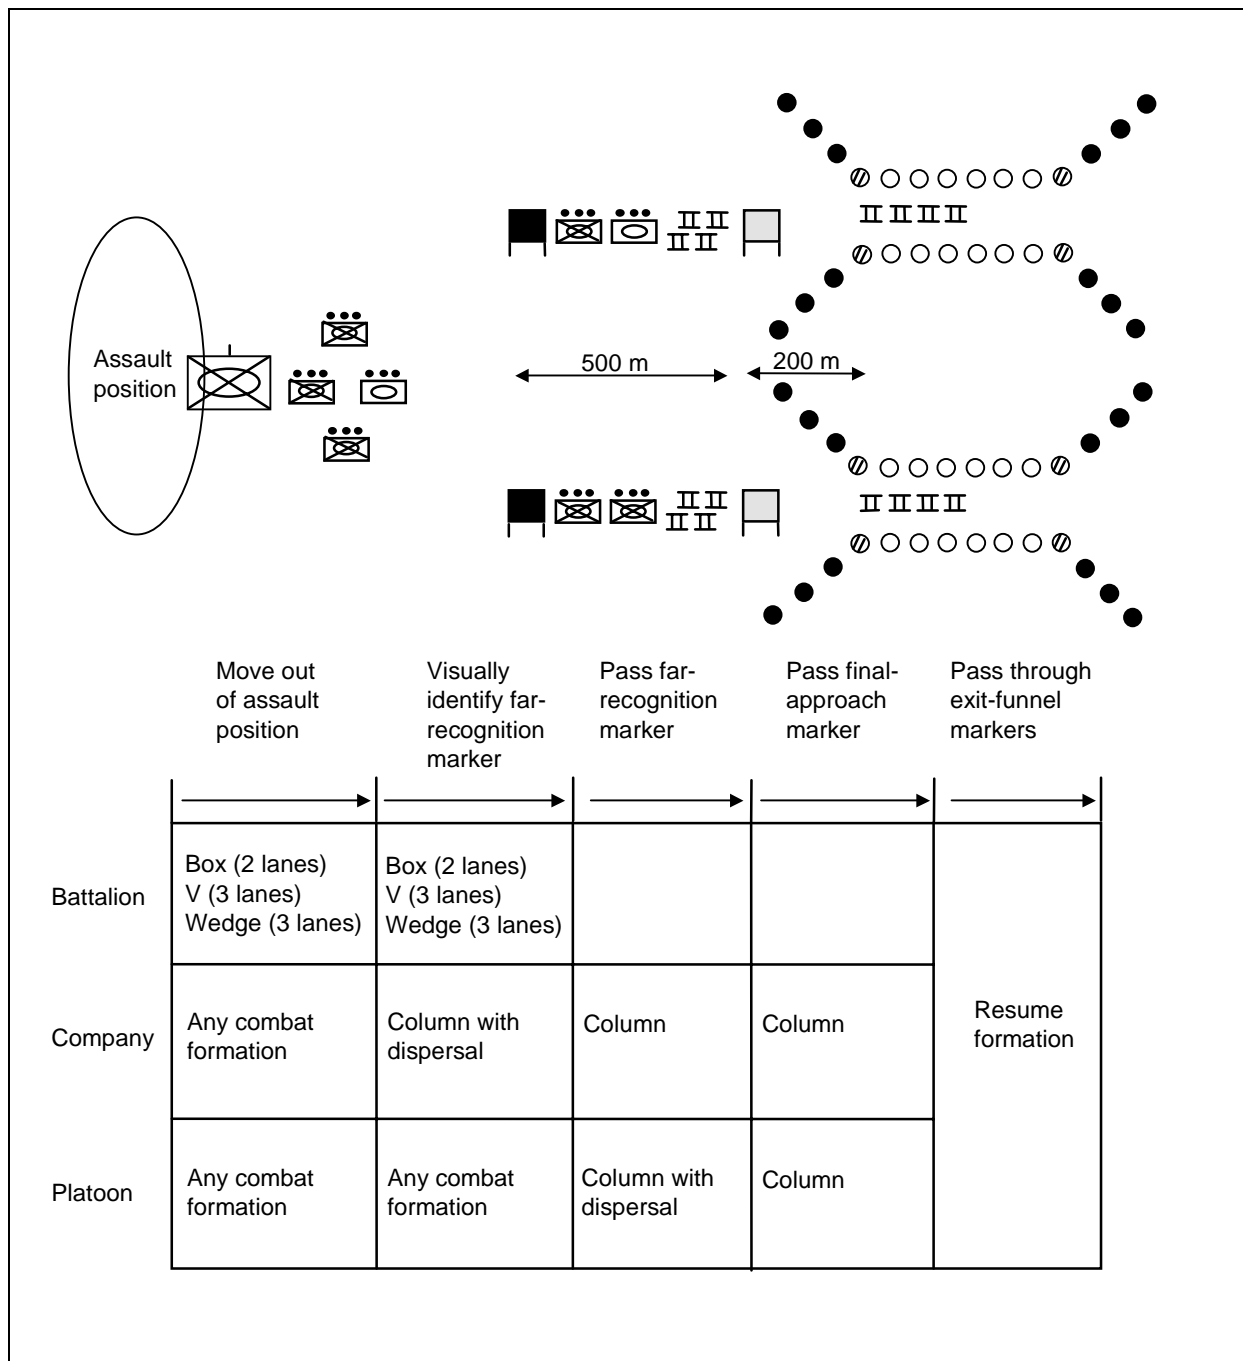 Assault
position
500 m
200 m
Move out
of assault
position
Visually
identify far-
recognition
marker
Pass far-
recognition
marker
Pass final-
approach
marker
Pass through
exit-funnel
markers
Battalion
Box (2 lanes)
V (3 lanes)
Wedge (3 lanes)
Box (2 lanes)
V (3 lanes)
Wedge (3 lanes)
Company
Any combat
formation
Column with
dispersal
Column
Column
Resume
formation
Platoon
Any combat
formation
Any combat
formation
Column with
dispersal
Column